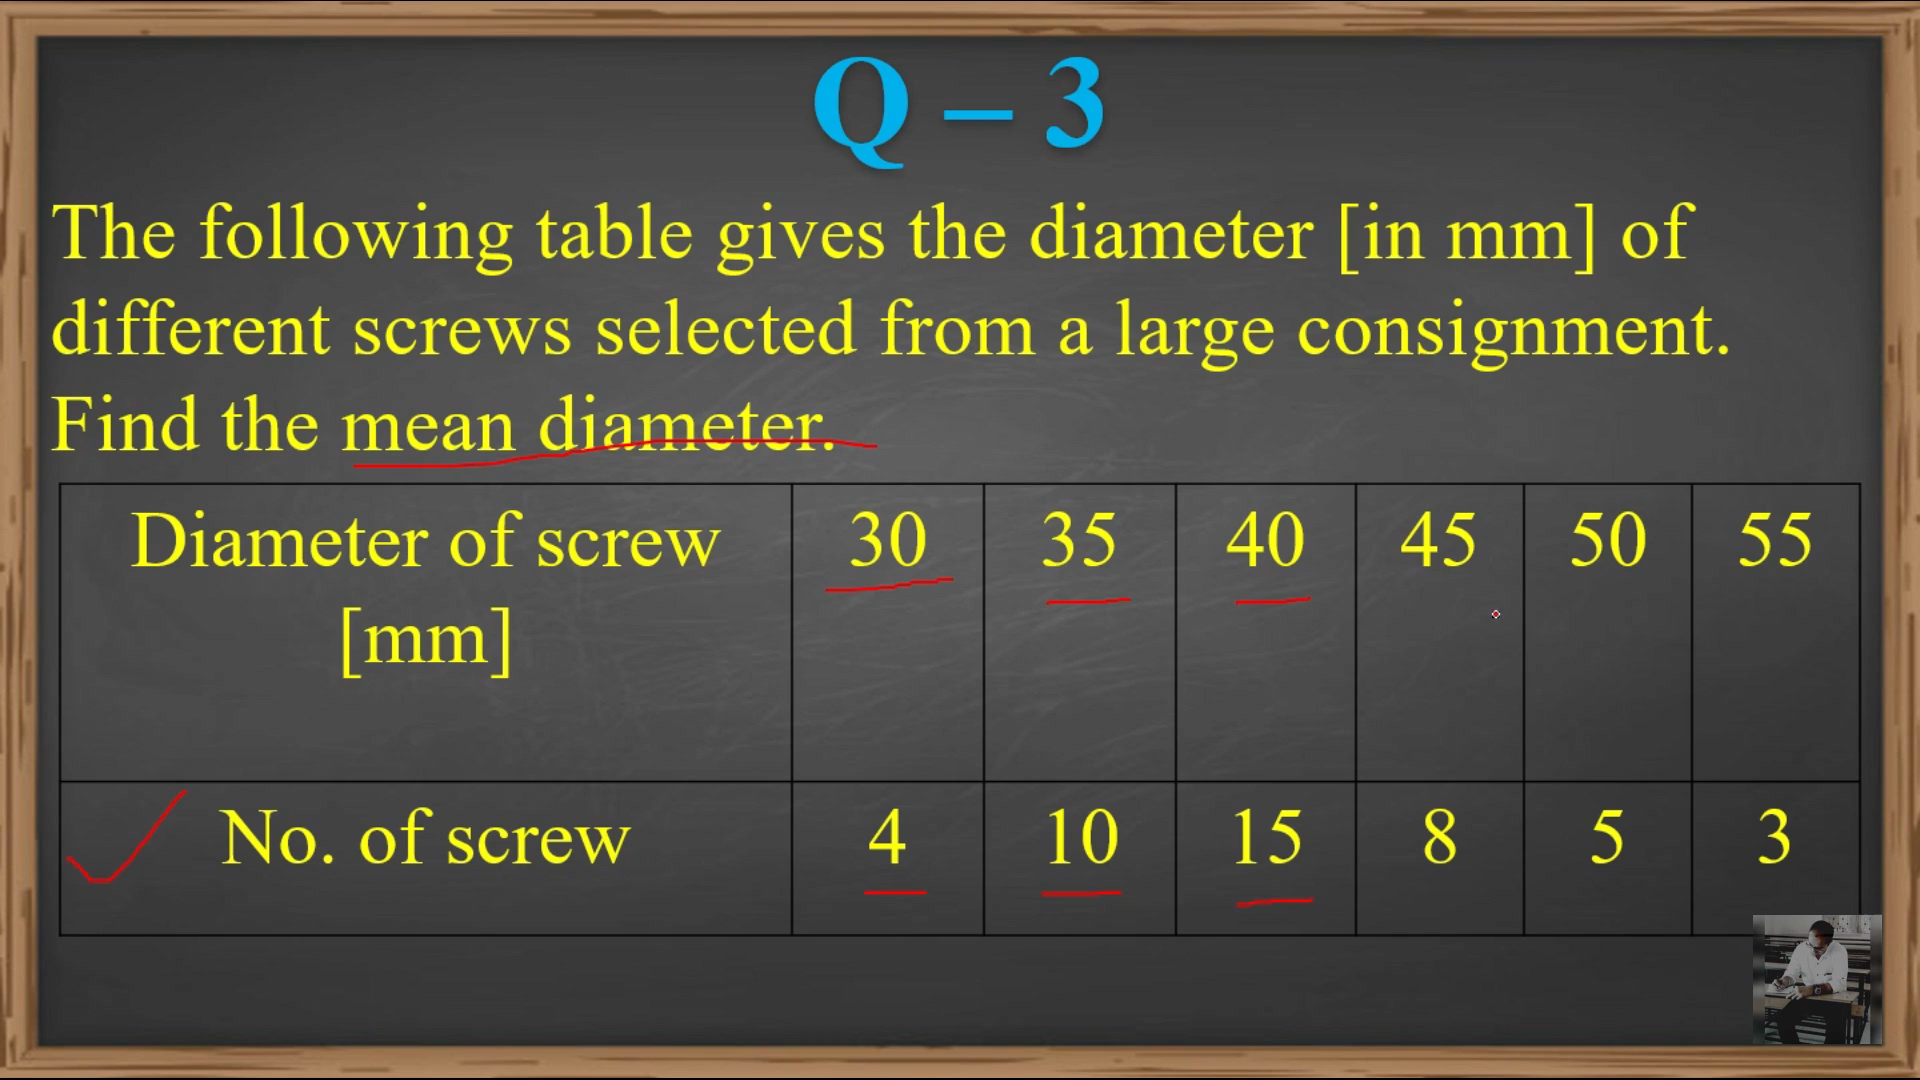 Q – 3
The following table gives the diameter [in mm] of
different screws selected from a large consignment.
Find the mean diameter.
Diameter of screw 30 35 40 45 50 55
[mm]
No. of screw 4 10 15 8 5 3